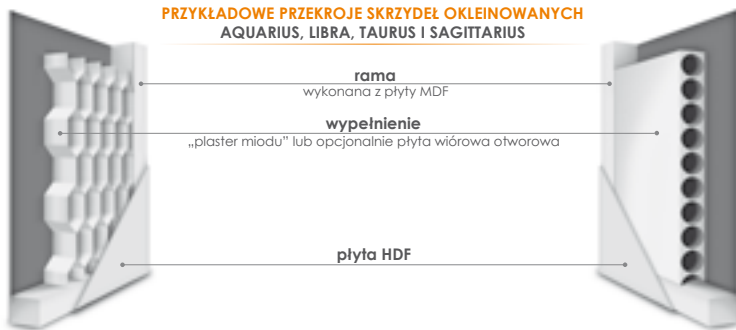 PRZYKŁADOWE PRZEKROJE SKRZYDEŁ OKLEINOWANYCH
AQUARIUS, LIBRA, TAURUS I SAGITTARIUS
rama
wykonana z płyty MDF
wypełnienie
„plaster miodu” lub opcjonalnie płyta wiórowa otworowa
płyta HDF